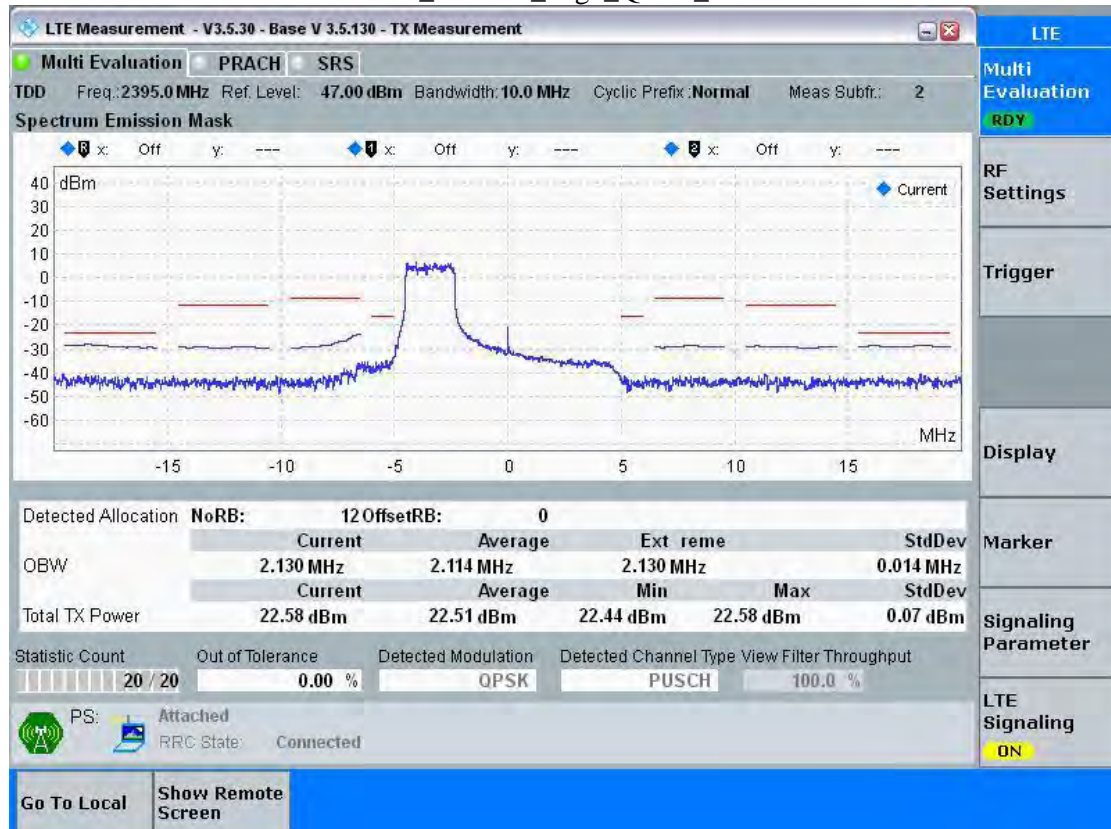 LTE Measurement - V3.5.30 - Base V 3.5.130 - TX Measurement
LTE
Multi Evaluation PRACH SRS
TDD Freq.:2395.0 MHz Ref. Level: 47.00 dBm Bandwidth:10.0 MHz Cyclic Prefix :Normal Meas Subfr.: 2
Spectrum Emission Mask
R x: Off y: --- 1 x: Off y: --- 2 x: Off y: ---
40 dBm
Current
30
20
10
0
-10
-20
-30
-40
-50
-60
MHz
-15 -10 -5 0 5 10 15
Detected Allocation NoRB: 12 OffsetRB: 0
Current Average Ext reme StdDev
OBW 2.130 MHz 2.114 MHz 2.130 MHz 0.014 MHz
Current Average Min Max StdDev
Total TX Power 22.58 dBm 22.51 dBm 22.44 dBm 22.58 dBm 0.07 dBm
Statistic Count Out of Tolerance Detected Modulation Detected Channel Type View Filter Throughput
20 / 20 0.00 % QPSK PUSCH 100.0 %
PS: Attached
RRC State: Connected
Multi
Evaluation
RDY
RF
Settings
Trigger
Display
Marker
Signaling
Parameter
LTE
Signaling
ON
Go To Local
Show Remote
Screen